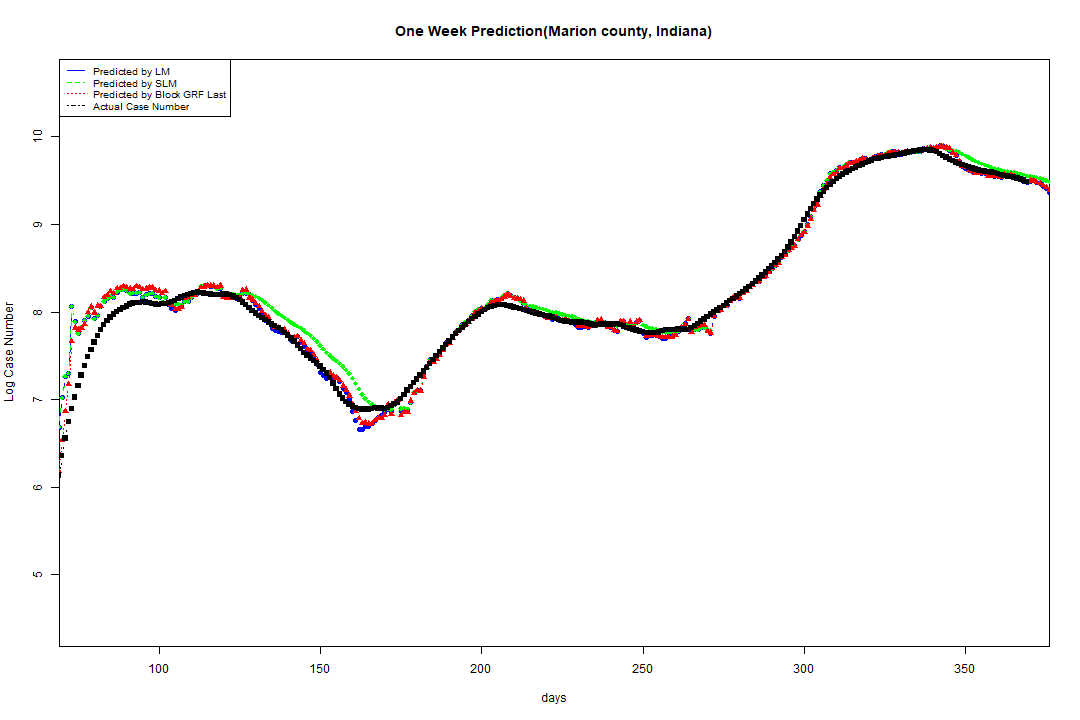 One Week Prediction(Marion county, Indiana)
Predicted by LM
Predicted by SLM
Predicted by Block GRF Last
Actual Case Number
10
9
8
7
6
5
Log Case Number
100 150 200 250 300 350
days